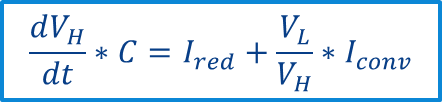 dV_H/dt * C = I_red + V_L/V_H * I_conv